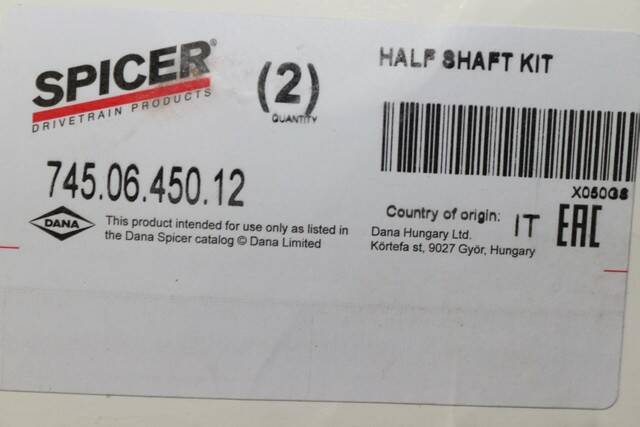 SPICER®
DRIVETRAIN PRODUCTS
(2)
QUANTITY
HALF SHAFT KIT
X050GS
745.06.450.12
DANA
This product intended for use only as listed in
the Dana Spicer catalog © Dana Limited
Country of origin: IT
Dana Hungary Ltd.
Körtefa st, 9027 Györ, Hungary
EAC